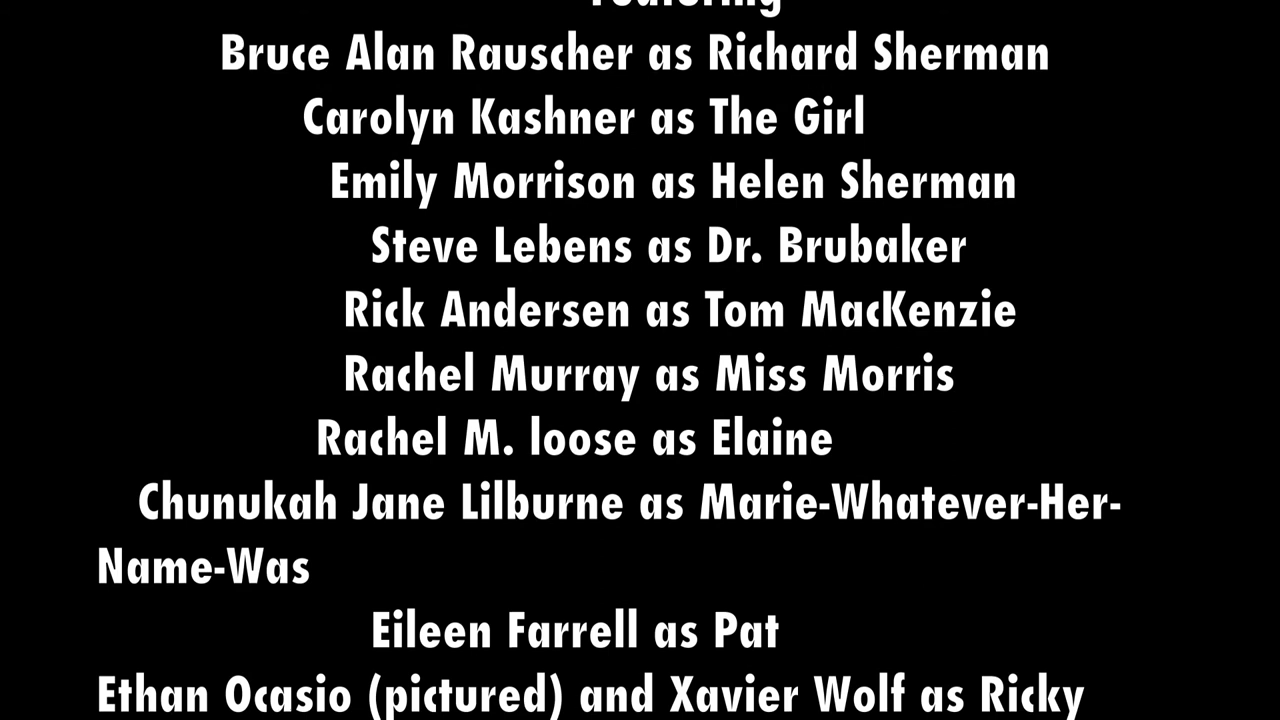 Featuring
Bruce Alan Rauscher as Richard Sherman
Carolyn Kashner as The Girl
Emily Morrison as Helen Sherman
Steve Lebens as Dr. Brubaker
Rick Andersen as Tom MacKenzie
Rachel Murray as Miss Morris
Rachel M. loose as Elaine
Chunukah Jane Lilburne as Marie-Whatever-Her-
Name-Was
Eileen Farrell as Pat
Ethan Ocasio (pictured) and Xavier Wolf as Ricky